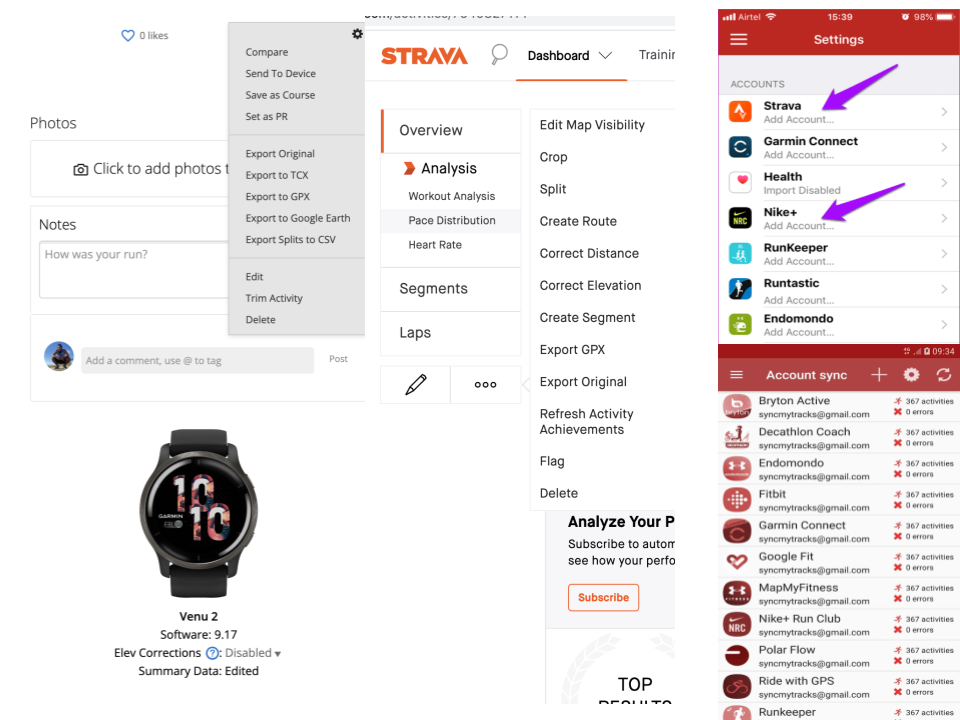 0 likes
Compare
Send To Device
Save as Course
Set as PR
Export Original
Export to TCX
Export to GPX
Export to Google Earth
Export Splits to CSV
Edit
Trim Activity
Delete
Photos
Click to add photos t
Notes
How was your run?
Add a comment, use @ to tag
Post
GARMIN
10
10
Venu 2
Software: 9.17
Elev Corrections ?: Disabled ▾
Summary Data: Edited
STRAVA
Dashboard
Trainin
Overview
Analysis
Workout Analysis
Pace Distribution
Heart Rate
Segments
Laps
Edit Map Visibility
Crop
Split
Create Route
Correct Distance
Correct Elevation
Create Segment
Export GPX
Export Original
Refresh Activity
Achievements
Flag
Delete
Analyze Your P
Subscribe to autom
see how your perfo
Subscribe
TOP
RESULTS
Airtel 15:39 98%
Settings
ACCOUNTS
Strava
Add Account...
Garmin Connect
Add Account...
Health
Import Disabled
Nike+
Add Account...
NRC
RunKeeper
Add Account...
Runtastic
Add Account...
Endomondo
Add Account...
09:34
Account sync
Bryton Active 367 activities
syncmytracks@gmail.com 0 errors
bryton
Decathlon Coach 367 activities
syncmytracks@gmail.com 0 errors
Endomondo 367 activities
syncmytracks@gmail.com 0 errors
Fitbit 367 activities
syncmytracks@gmail.com 0 errors
Garmin Connect 367 activities
syncmytracks@gmail.com 0 errors
Google Fit 367 activities
syncmytracks@gmail.com 0 errors
MapMyFitness 367 activities
syncmytracks@gmail.com 0 errors
Nike+ Run Club 367 activities
syncmytracks@gmail.com 0 errors
NRC
Polar Flow 367 activities
syncmytracks@gmail.com 0 errors
Ride with GPS 367 activities
syncmytracks@gmail.com 0 errors
Runkeeper 367 activities